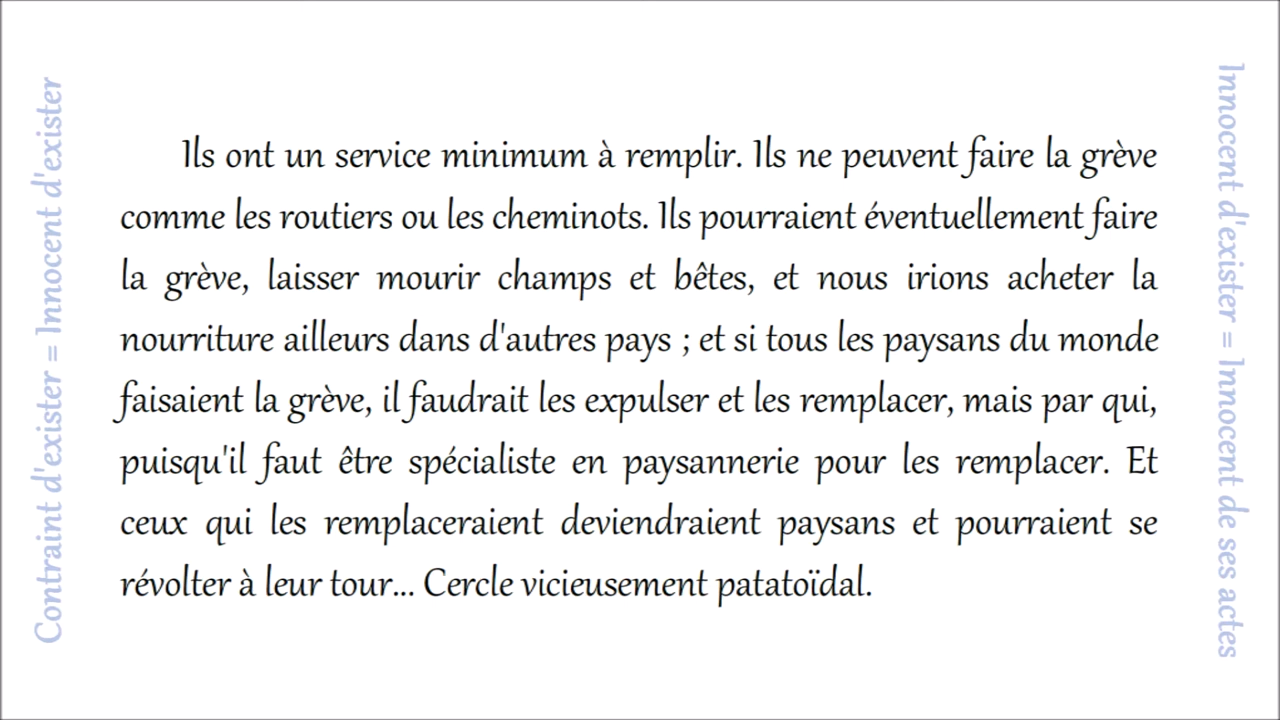 Contraint d'exister = Innocent d'exister
Ils ont un service minimum à remplir. Ils ne peuvent faire la grève
comme les routiers ou les cheminots. Ils pourraient éventuellement faire
la grève, laisser mourir champs et bêtes, et nous irions acheter la
nourriture ailleurs dans d'autres pays ; et si tous les paysans du monde
faisaient la grève, il faudrait les expulser et les remplacer, mais par qui,
puisqu'il faut être spécialiste en paysannerie pour les remplacer. Et
ceux qui les remplaceraient deviendraient paysans et pourraient se
révolter à leur tour... Cercle vicieusement patatoïdal.
Innocent d'exister = Innocent de ses actes